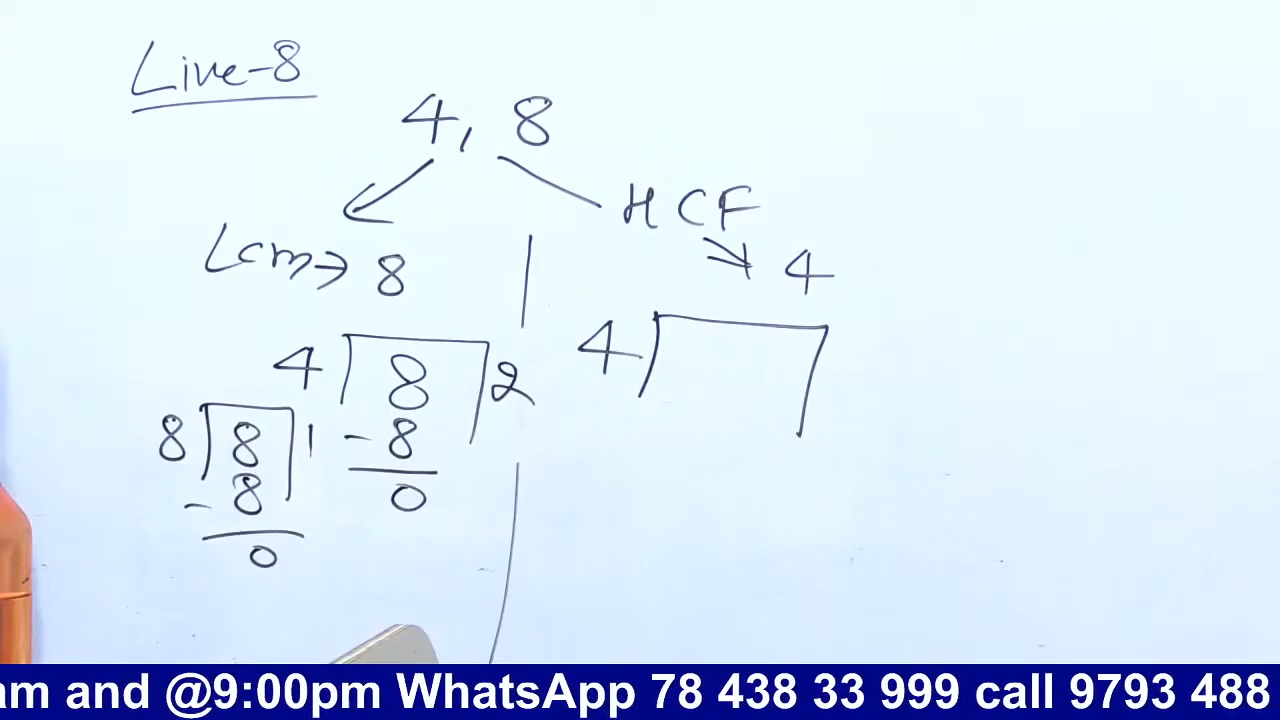 Live-8
4, 8
HCF
Lcm→ 8
4
4 8 2
4
8 8 1
- 8
- 8
0
0
am and @9:00pm WhatsApp 78 438 33 999 call 9793 488